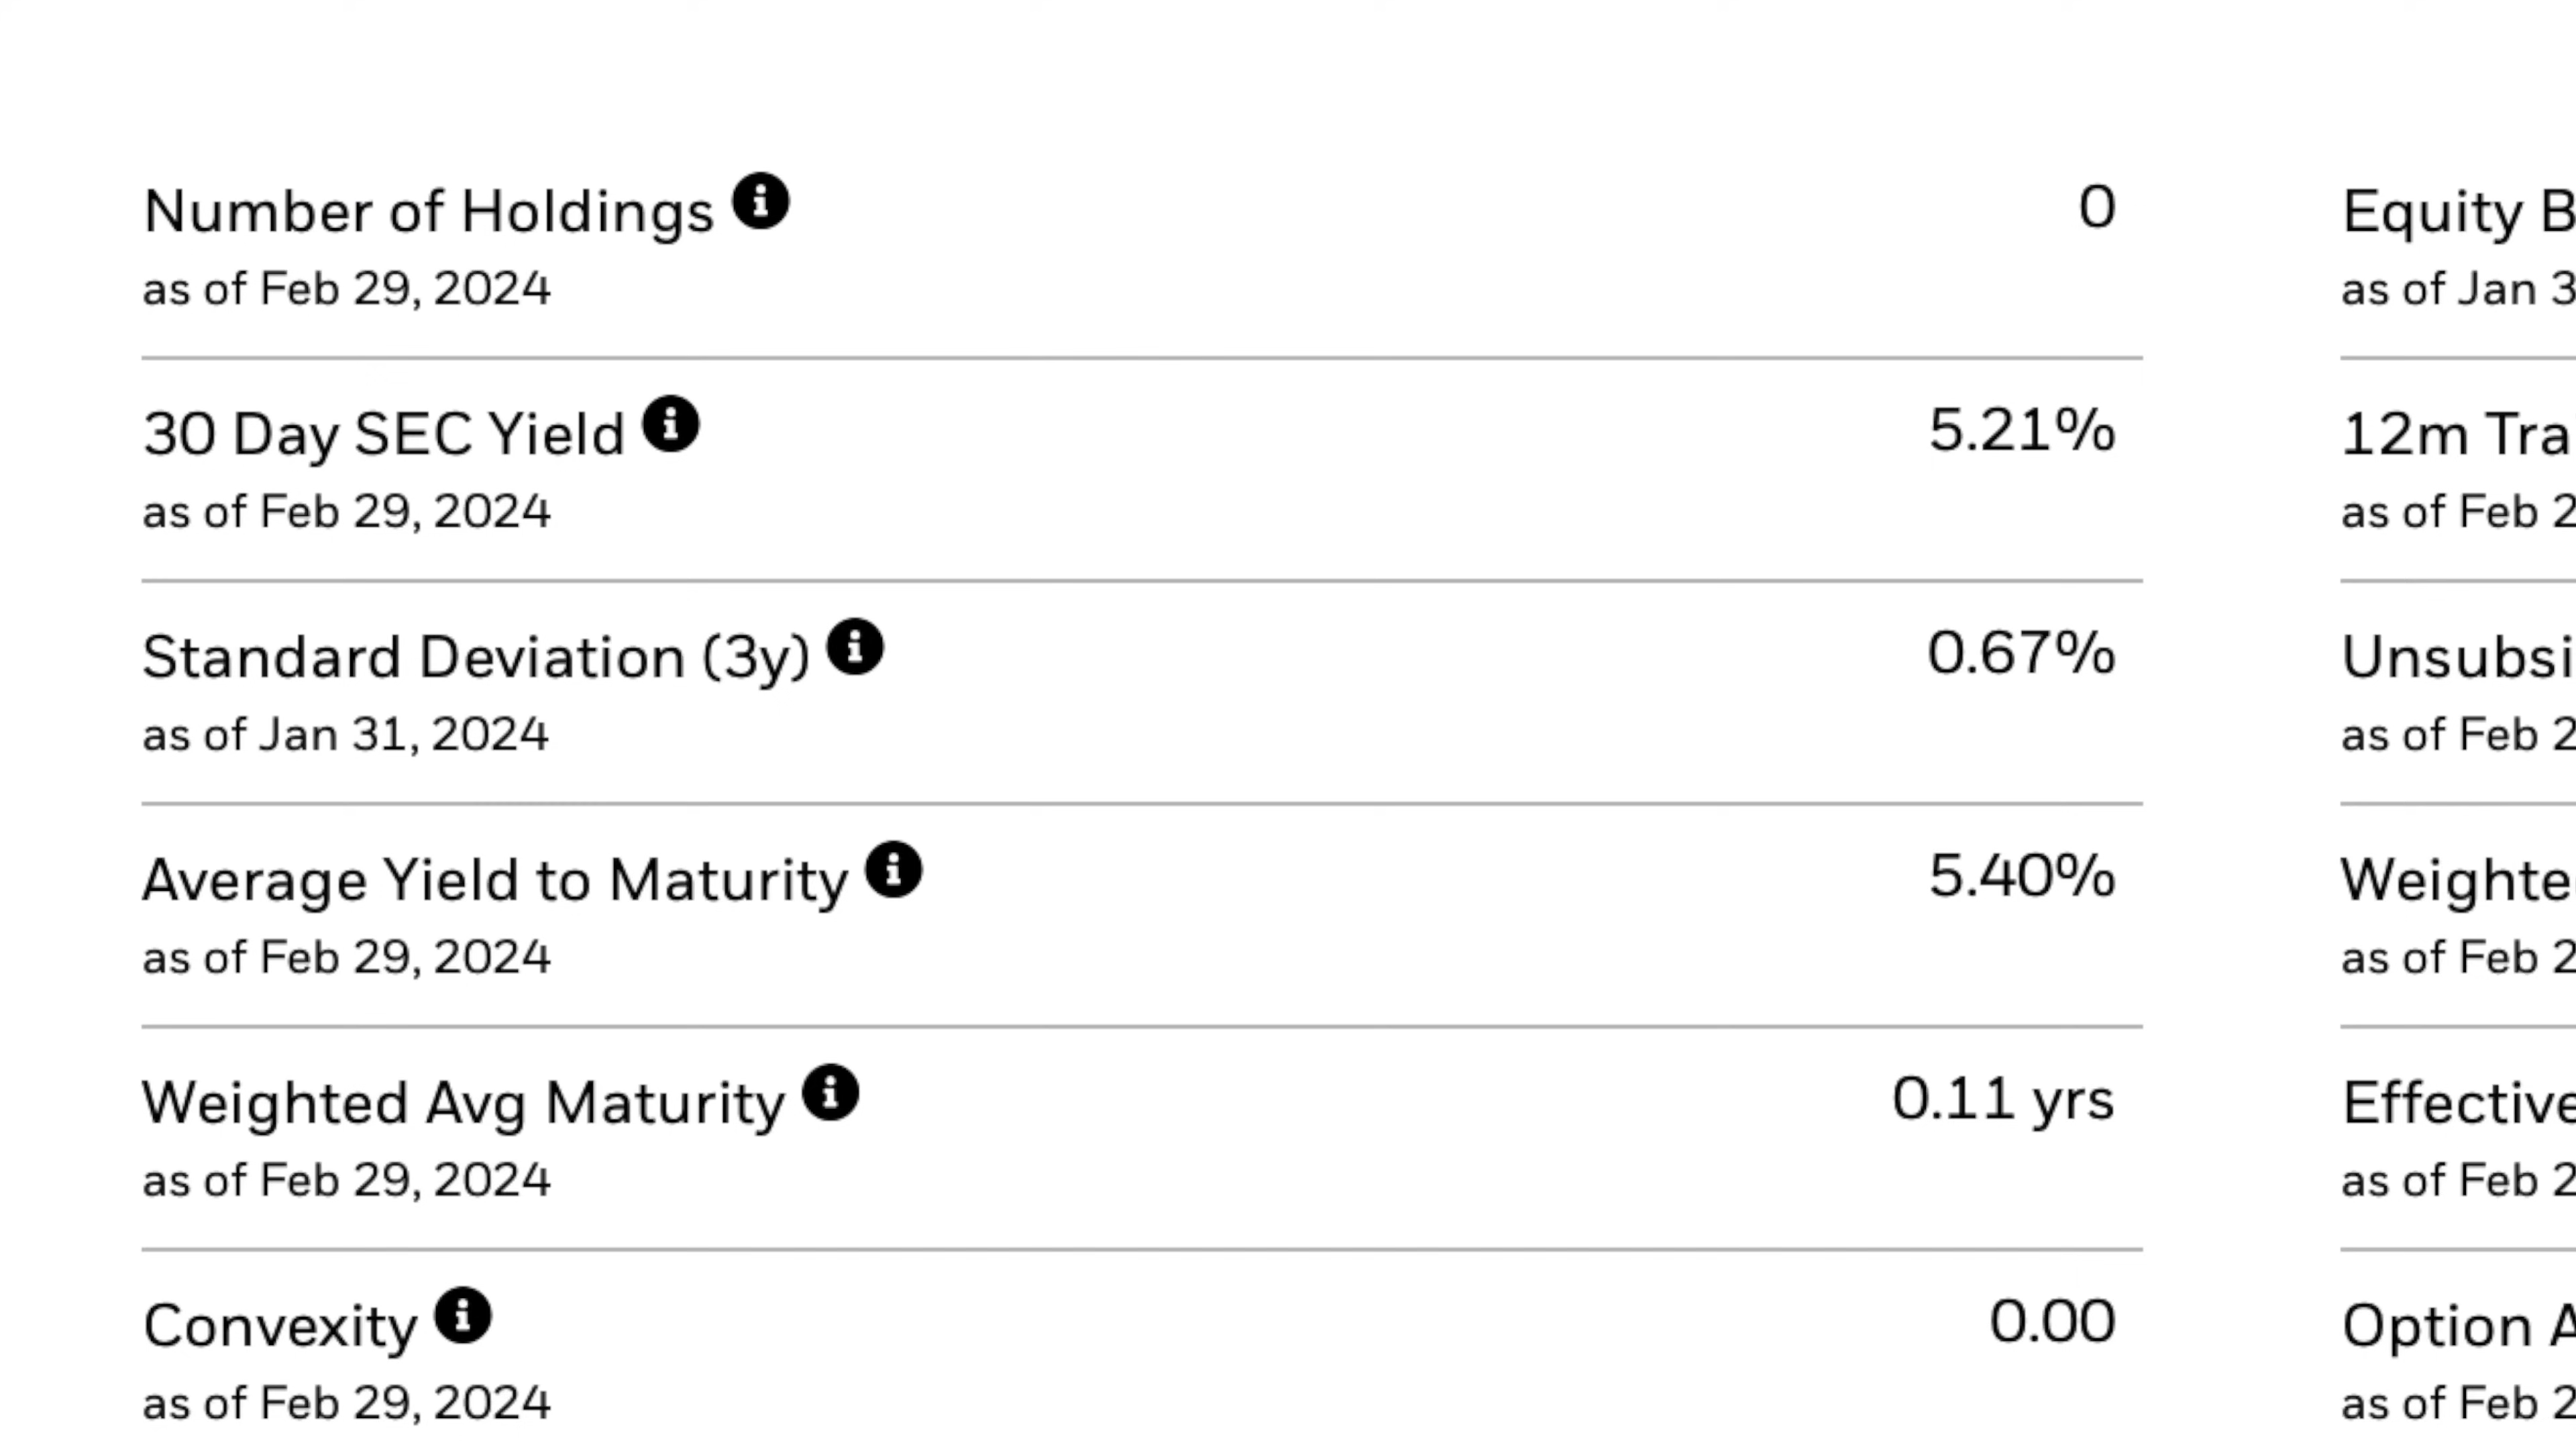 Number of Holdings
0
as of Feb 29, 2024
30 Day SEC Yield
5.21%
as of Feb 29, 2024
Standard Deviation (3y)
0.67%
as of Jan 31, 2024
Average Yield to Maturity
5.40%
as of Feb 29, 2024
Weighted Avg Maturity
0.11 yrs
as of Feb 29, 2024
Convexity
0.00
as of Feb 29, 2024
Equity B
as of Jan 3
12m Tra
as of Feb 2
Unsubsi
as of Feb 2
Weighte
as of Feb 2
Effective
as of Feb 2
Option A
as of Feb 2